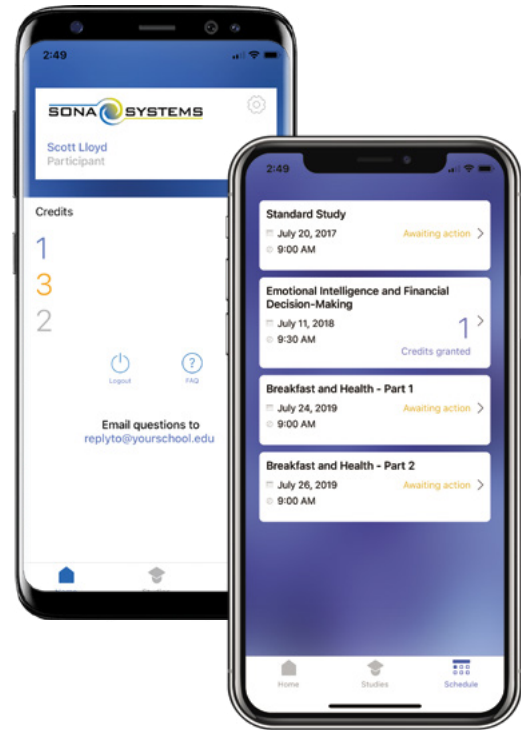 2:49
SONA SYSTEMS
Scott Lloyd
Participant
Credits
1
3
2
Logout
FAQ
Email questions to
replyto@yourschool.edu
2:49
Standard Study
July 20, 2017
Awaiting action
9:00 AM
Emotional Intelligence and Financial
Decision-Making
July 11, 2018
1
9:30 AM
Credits granted
Breakfast and Health - Part 1
July 24, 2019
Awaiting action
9:00 AM
Breakfast and Health - Part 2
July 26, 2019
Awaiting action
9:00 AM
Home
Studies
Schedule